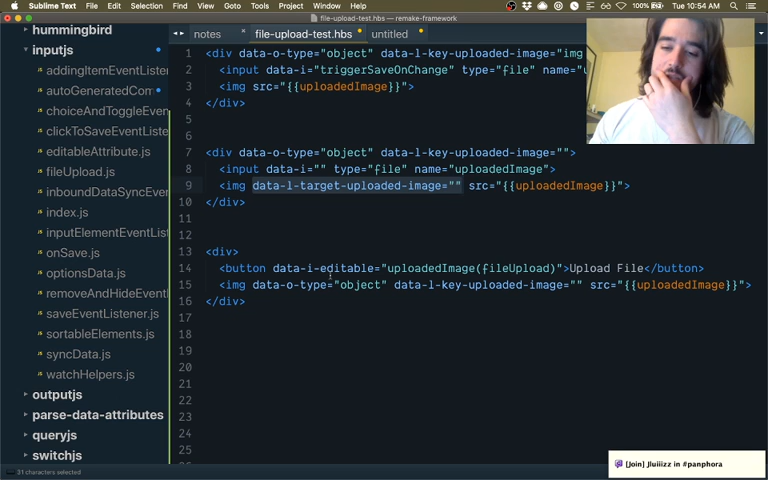 Sublime Text File Edit Selection Find View Goto Tools Project Window Help 100% Tue 10:54 AM
file-upload-test.hbs — remake-framework
hummingbird
inputjs
addingItemEventListe
autoGeneratedCom
choiceAndToggleEven
clickToSaveEventListe
editableAttribute.js
fileUpload.js
inboundDataSyncEver
index.js
inputElementEventList
onSave.js
optionsData.js
removeAndHideEventl
saveEventListener.js
sortableElements.js
syncData.js
watchHelpers.js
outputjs
parse-data-attributes
queryjs
switchjs
notes file-upload-test.hbs untitled
1 <div data-o-type="object" data-l-key-uploaded-image="img
2 <input data-i="triggerSaveOnChange" type="file" name="u
3 <img src="{{uploadedImage}}">
4 </div>
5
6
7 <div data-o-type="object" data-l-key-uploaded-image="">
8 <input data-i="" type="file" name="uploadedImage">
9 <img data-l-target-uploaded-image="" src="{{uploadedImage}}">
10 </div>
11
12
13 <div>
14 <button data-i-editable="uploadedImage(fileUpload)">Upload File</button>
15 <img data-o-type="object" data-l-key-uploaded-image="" src="{{uploadedImage}}">
16 </div>
17
18
19
20
21
22
23
24
25
31 characters selected
[Join] Jluiiizz in #panphora